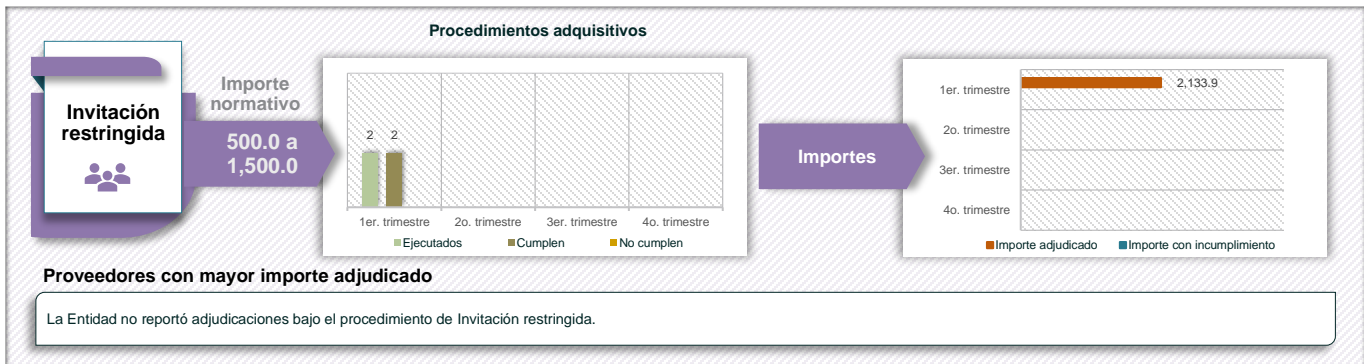 Procedimientos adquisitivos
Invitación
restringida
Importe
normativo
500.0 a
1,500.0
2 2
1er. trimestre 2o. trimestre 3er. trimestre 4o. trimestre
Ejecutados Cumplen No cumplen
Importes
1er. trimestre 2,133.9
2o. trimestre
3er. trimestre
4o. trimestre
Importe adjudicado Importe con incumplimiento
Proveedores con mayor importe adjudicado
La Entidad no reportó adjudicaciones bajo el procedimiento de Invitación restringida.